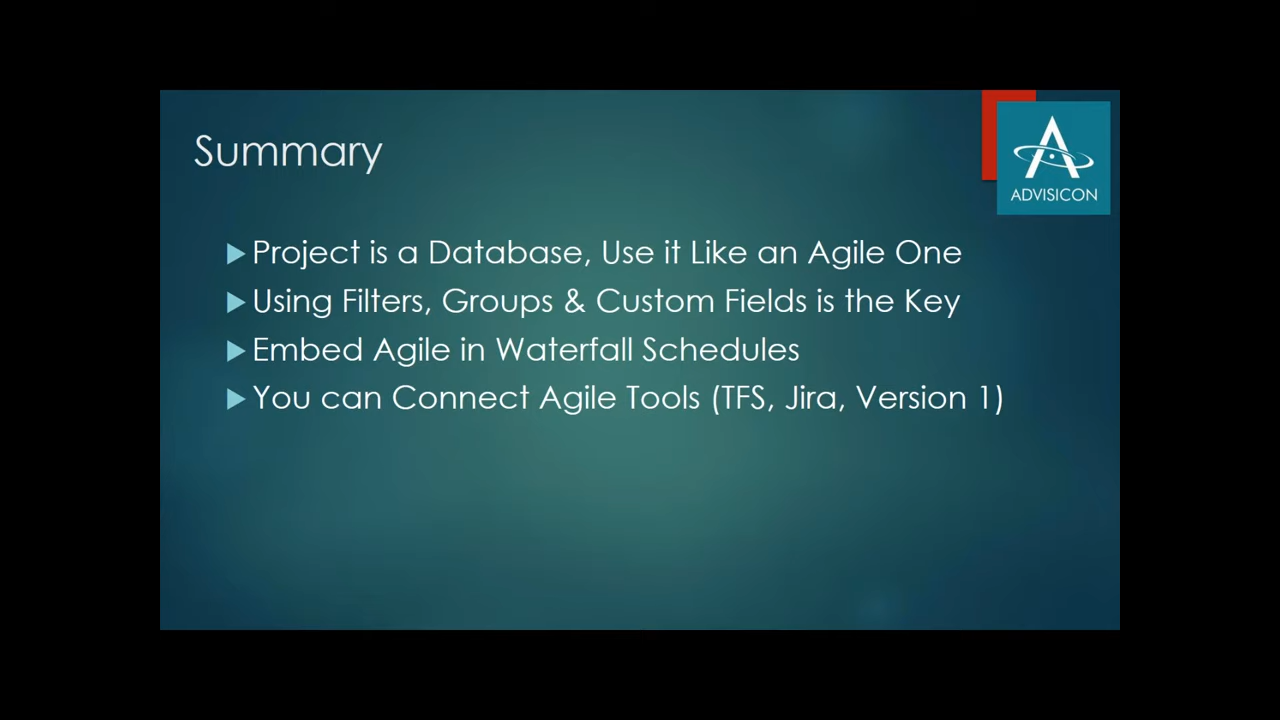 Summary
ADVISICON
Project is a Database, Use it Like an Agile One
Using Filters, Groups & Custom Fields is the Key
Embed Agile in Waterfall Schedules
You can Connect Agile Tools (TFS, Jira, Version 1)